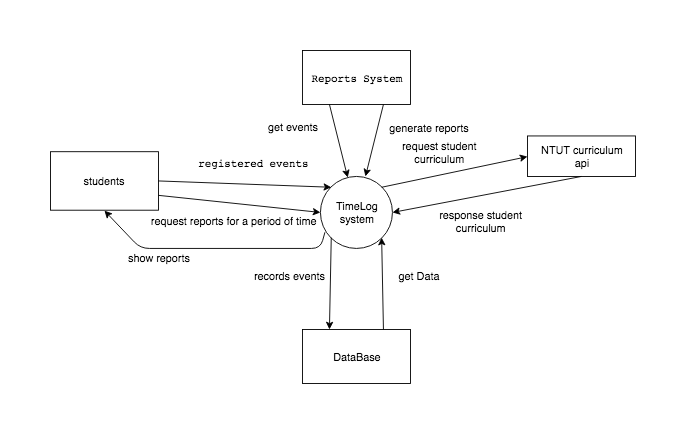 Reports System
get events
generate reports
request student
curriculum
NTUT curriculum
api
registered events
students
TimeLog
system
request reports for a period of time
response student
curriculum
show reports
records events
get Data
DataBase